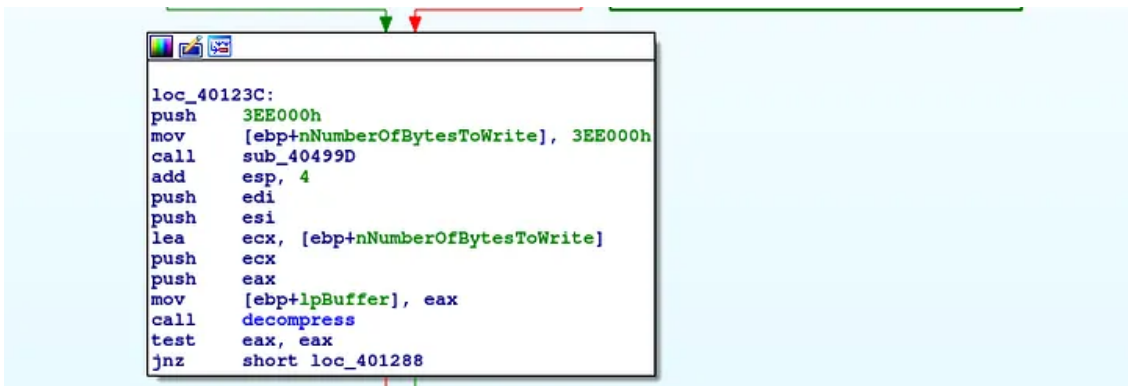 loc_40123C:
push 3EE000h
mov [ebp+nNumberOfBytesToWrite], 3EE000h
call sub_40499D
add esp, 4
push edi
push esi
lea ecx, [ebp+nNumberOfBytesToWrite]
push ecx
push eax
mov [ebp+lpBuffer], eax
call decompress
test eax, eax
jnz short loc_401288